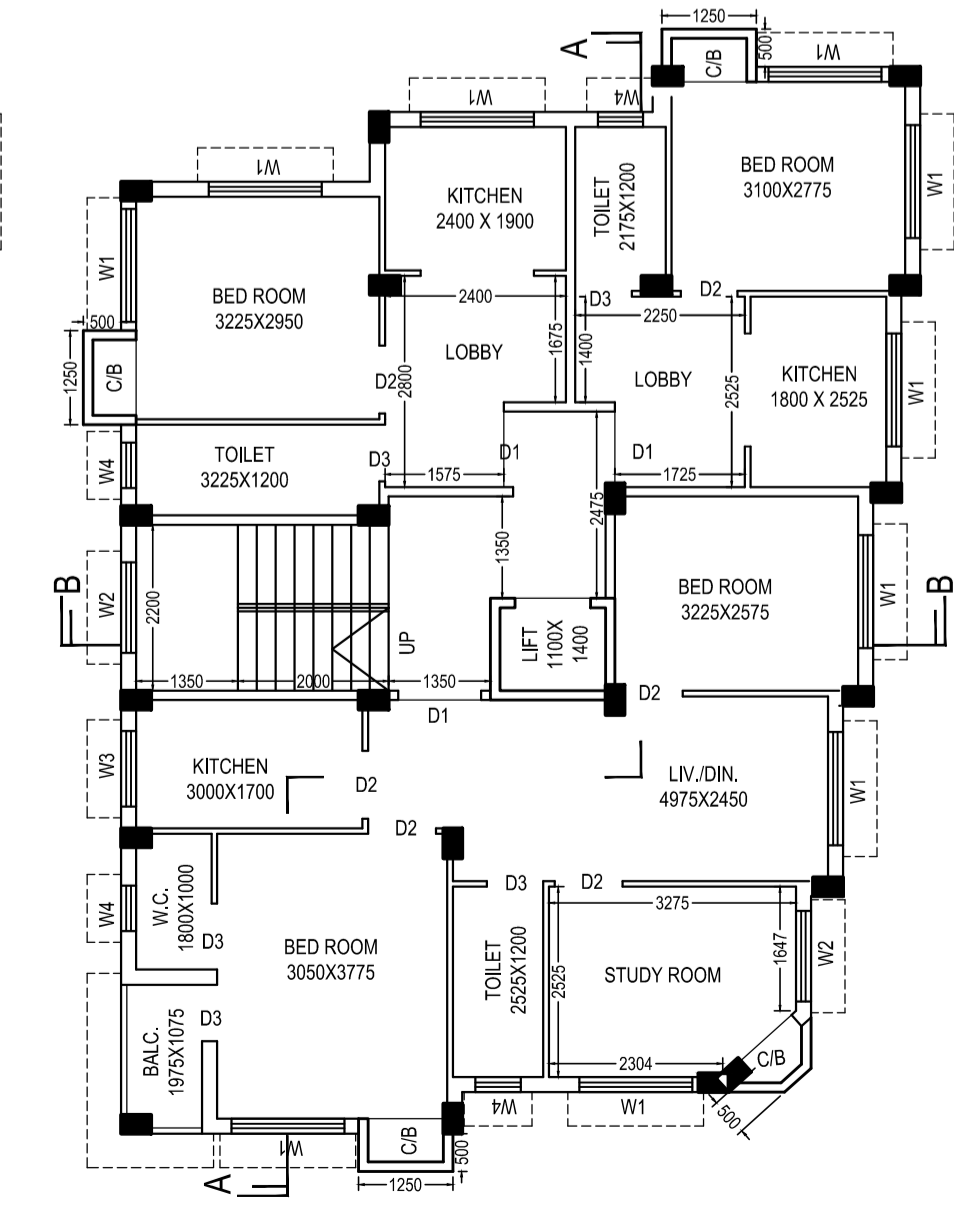 1250
A
500
C/B
W1
W1
W4
W1
BED ROOM
3100X2775
W1
KITCHEN
2400 X 1900
TOILET
2175X1200
W1
BED ROOM
3225X2950
2400
D3
D2
2250
500
1250
C/B
LOBBY
1675
1400
LOBBY
2525
KITCHEN
1800 X 2525
W1
D2
2800
TOILET
3225X1200
W4
D3
1575
D1
D1
1725
2475
1350
B
W2
2200
BED ROOM
3225X2575
W1
B
UP
LIFT
1100X
1400
1350
2000
1350
D2
D1
W3
KITCHEN
3000X1700
D2
LIV./DIN.
4975X2450
W1
D2
W4
W.C.
1800X1000
D3
D3
D2
3275
BED ROOM
3050X3775
TOILET
2525X1200
2525
STUDY ROOM
1647
W2
BALC.
1975X1075
D3
2304
C/B
W4
W1
500
W1
C/B
500
A
1250